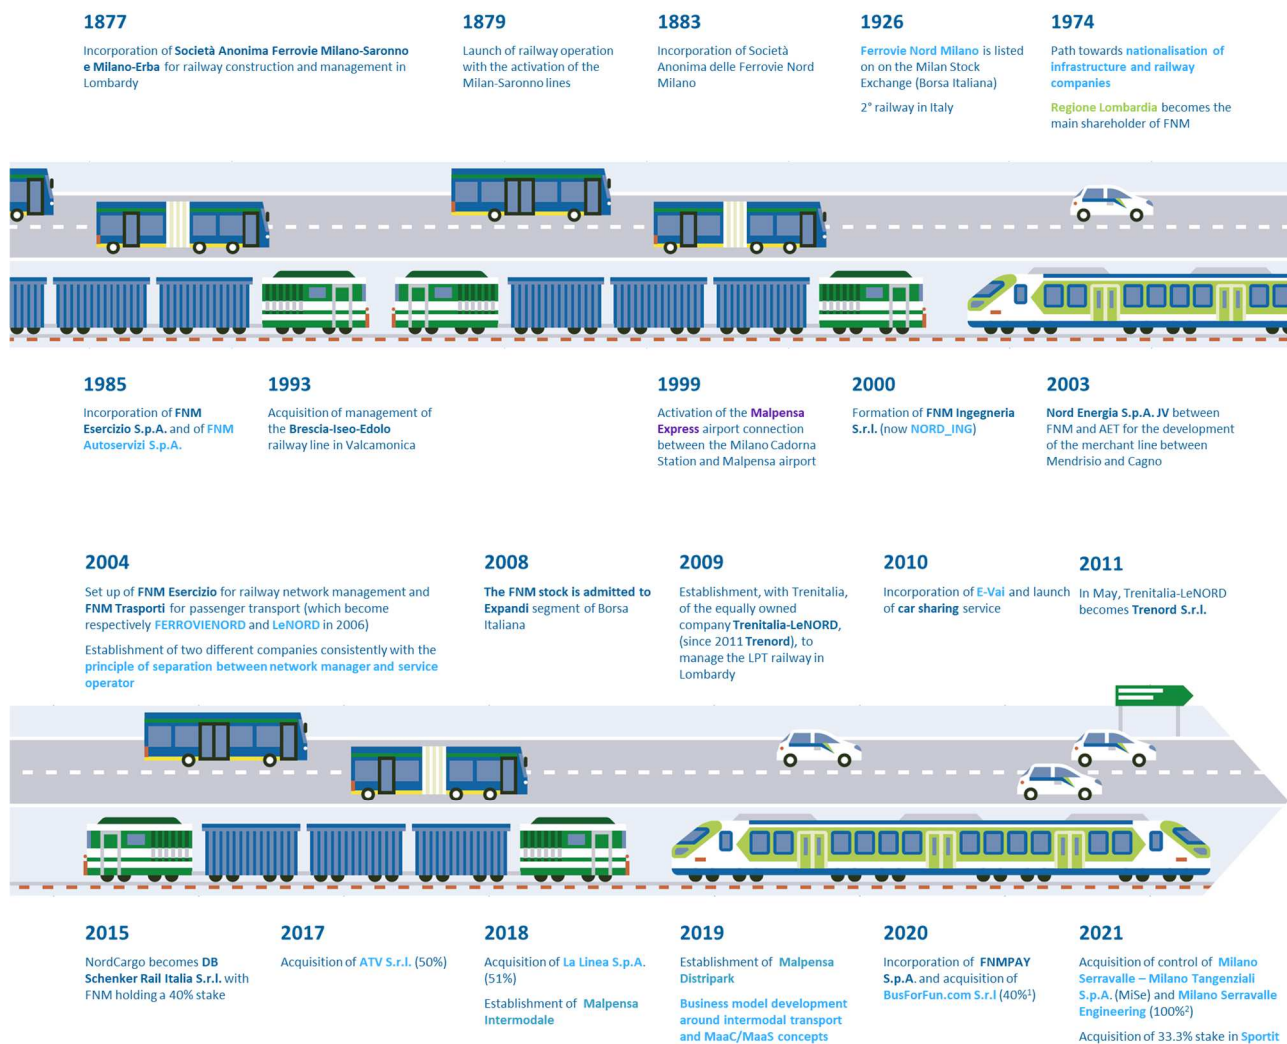 1877
Incorporation of Società Anonima Ferrovie Milano-Saronno
e Milano-Erba for railway construction and management in
Lombardy
1879
Launch of railway operation
with the activation of the
Milan-Saronno lines
1883
Incorporation of Società
Anonima delle Ferrovie Nord
Milano
1926
Ferrovie Nord Milano is listed
on on the Milan Stock
Exchange (Borsa Italiana)
2° railway in Italy
1974
Path towards nationalisation of
infrastructure and railway
companies
Regione Lombardia becomes the
main shareholder of FNM
1985
Incorporation of FNM
Esercizio S.p.A. and of FNM
Autoservizi S.p.A.
1993
Acquisition of management of
the Brescia-Iseo-Edolo
railway line in Valcamonica
1999
Activation of the Malpensa
Express airport connection
between the Milano Cadorna
Station and Malpensa airport
2000
Formation of FNM Ingegneria
S.r.l. (now NORD_ING)
2003
Nord Energia S.p.A. JV between
FNM and AET for the development
of the merchant line between
Mendrisio and Cagno
2004
Set up of FNM Esercizio for railway network management and
FNM Trasporti for passenger transport (which become
respectively FERROVIENORD and LeNORD in 2006)
Establishment of two different companies consistently with the
principle of separation between network manager and service
operator
2008
The FNM stock is admitted to
Expandi segment of Borsa
Italiana
2009
Establishment, with Trenitalia,
of the equally owned
company Trenitalia-LeNORD,
(since 2011 Trenord), to
manage the LPT railway in
Lombardy
2010
Incorporation of E-Vai and launch
of car sharing service
2011
In May, Trenitalia-LeNORD
becomes Trenord S.r.l.
2015
NordCargo becomes DB
Schenker Rail Italia S.r.l. with
FNM holding a 40% stake
2017
Acquisition of ATV S.r.l. (50%)
2018
Acquisition of La Linea S.p.A.
(51%)
Establishment of Malpensa
Intermodale
2019
Establishment of Malpensa
Distripark
Business model development
around intermodal transport
and MaaC/MaaS concepts
2020
Incorporation of FNMPAY
S.p.A. and acquisition of
BusForFun.com S.r.l (40%¹)
2021
Acquisition of control of Milano
Serravalle – Milano Tangenziali
S.p.A. (MiSe) and Milano Serravalle
Engineering (100%²)
Acquisition of 33.3% stake in Sportit